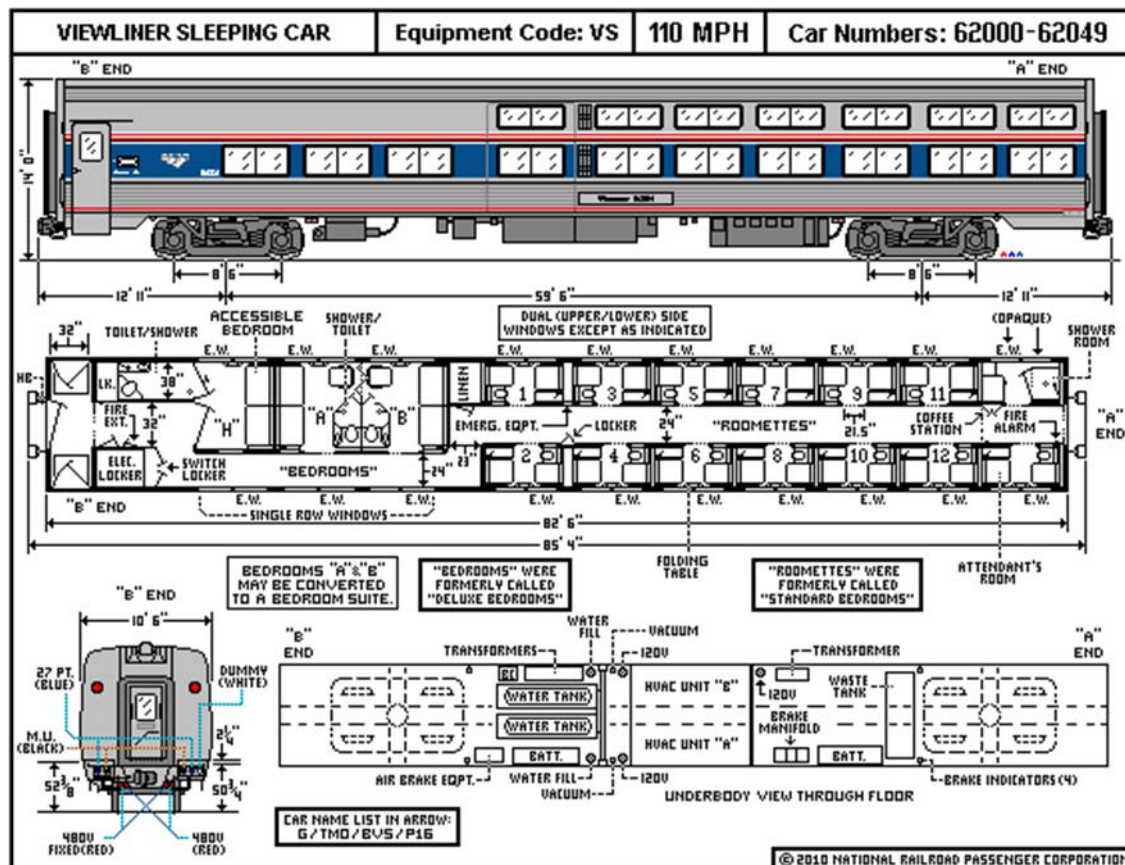 VIEWLINER SLEEPING CAR
Equipment Code: VS
110 MPH
Car Numbers: 62000-62049
"B" END
"A" END
14' 0"
8' 6"
8' 6"
12' 11"
59' 6"
12' 11"
DUAL (UPPER/LOWER) SIDE
WINDOWS EXCEPT AS INDICATED
32"
TOILET/SHOWER
ACCESSIBLE
BEDROOM
SHOWER/
TOILET
(OPAQUE)
SHOWER
ROOM
E.W. E.W. E.W. E.W. E.W. E.W. E.W. E.W. E.W. E.W.
HB
LK.
38"
LINEN
1 3 5 7 9 11
FIRE
EXT.
32"
"H"
"A"
"B"
EMERG. EQPT.
LOCKER
24"
"ROOMETTES"
21.5"
COFFEE
STATION
FIRE
ALARM
"A"
END
ELEC.
LOCKER
SWITCH
LOCKER
"BEDROOMS"
24"
23"
2 4 6 8 10 12
"B" END
E.W. E.W. E.W. E.W. E.W. E.W. E.W. E.W. E.W. E.W.
SINGLE ROW WINDOWS
82' 6"
85' 4"
FOLDING
TABLE
ATTENDANT'S
ROOM
BEDROOMS "A" & "B"
MAY BE CONVERTED
TO A BEDROOM SUITE.
"BEDROOMS" WERE
FORMERLY CALLED
"DELUXE BEDROOMS"
"ROOMETTES" WERE
FORMERLY CALLED
"STANDARD BEDROOMS"
"B" END
10' 6"
27 PT.
(BLUE)
DUMMY
(WHITE)
M.U.
(BLACK)
2¼"
52⅜"
50¾"
480V
FIXED(RED)
480V
(RED)
"B"
END
TRANSFORMERS
WATER
FILL
VACUUM
120V
TRANSFORMER
"A"
END
BC
WATER TANK
WATER TANK
HVAC UNIT "B"
HVAC UNIT "A"
120V
WASTE
TANK
BRAKE
MANIFOLD
BATT.
BATT.
AIR BRAKE EQPT.
WATER FILL
VACUUM
120V
BRAKE INDICATORS (4)
UNDERBODY VIEW THROUGH FLOOR
CAR NAME LIST IN ARROW:
G/TMO/BVS/P16
© 2010 NATIONAL RAILROAD PASSENGER CORPORATION